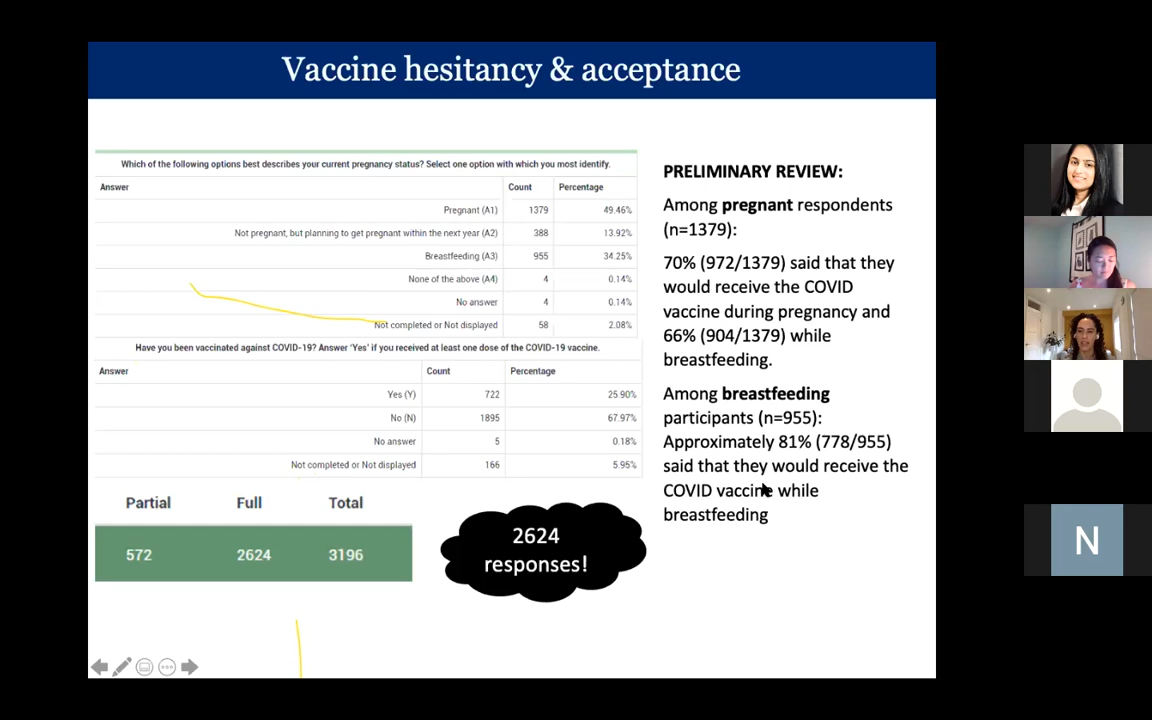 Vaccine hesitancy & acceptance
Which of the following options best describes your current pregnancy status? Select one option with which you most identify.
Answer Count Percentage
Pregnant (A1) 1379 49.46%
Not pregnant, but planning to get pregnant within the next year (A2) 388 13.92%
Breastfeeding (A3) 955 34.25%
None of the above (A4) 4 0.14%
No answer 4 0.14%
Not completed or Not displayed 58 2.08%
Have you been vaccinated against COVID-19? Answer 'Yes' if you received at least one dose of the COVID-19 vaccine.
Answer Count Percentage
Yes (Y) 722 25.90%
No (N) 1895 67.97%
No answer 5 0.18%
Not completed or Not displayed 166 5.95%
Partial Full Total
572 2624 3196
2624
responses!
PRELIMINARY REVIEW:
Among pregnant respondents
(n=1379):
70% (972/1379) said that they
would receive the COVID
vaccine during pregnancy and
66% (904/1379) while
breastfeeding.
Among breastfeeding
participants (n=955):
Approximately 81% (778/955)
said that they would receive the
COVID vaccine while
breastfeeding
N